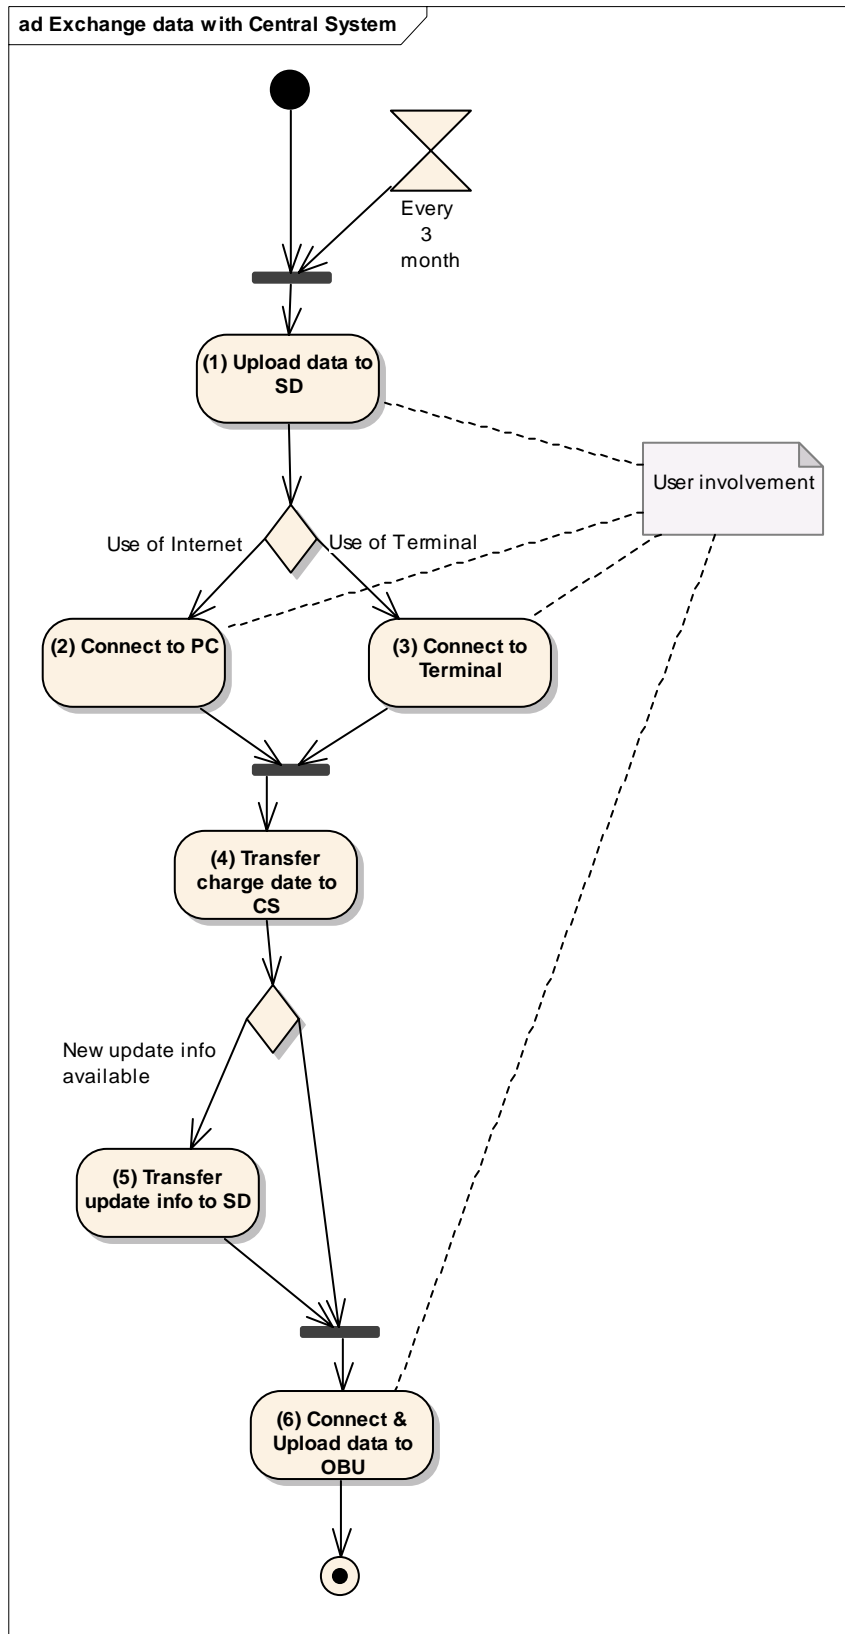 ad Exchange data with Central System
Every
3
month
(1) Upload data to
SD
User involvement
Use of Internet
Use of Terminal
(2) Connect to PC
(3) Connect to
Terminal
(4) Transfer
charge date to
CS
New update info
available
(5) Transfer
update info to SD
(6) Connect &
Upload data to
OBU